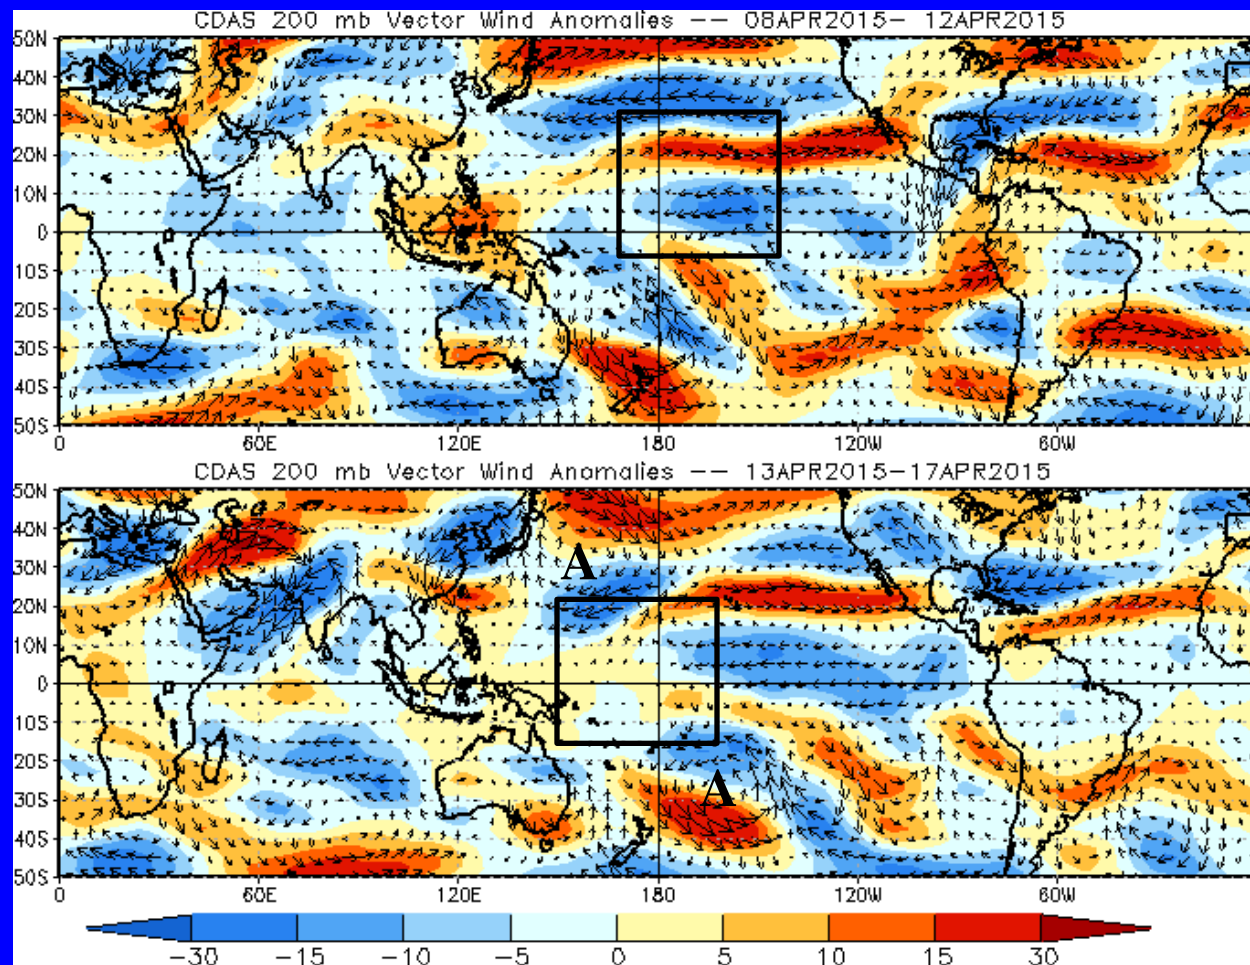 CDAS 200 mb Vector Wind Anomalies -- 08APR2015- 12APR2015
50N
40N
30N
20N
10N
0
10S
20S
30S
40S
50S
0 60E 120E 180 120W 60W
CDAS 200 mb Vector Wind Anomalies -- 13APR2015-17APR2015
50N
40N
A
30N
20N
10N
0
10S
20S
A
30S
40S
50S
0 60E 120E 180 120W 60W
-30 -15 -10 -5 0 5 10 15 30